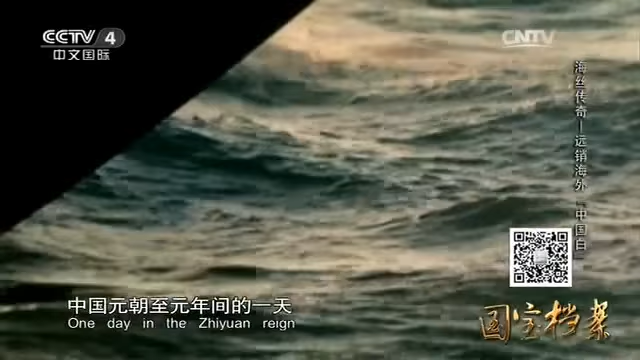 CCTV 4
中文国际
CNTV
海丝传奇—远销海外“中国白”
中国元朝至元年间的一天
One day in the Zhiyuan reign
国宝档案